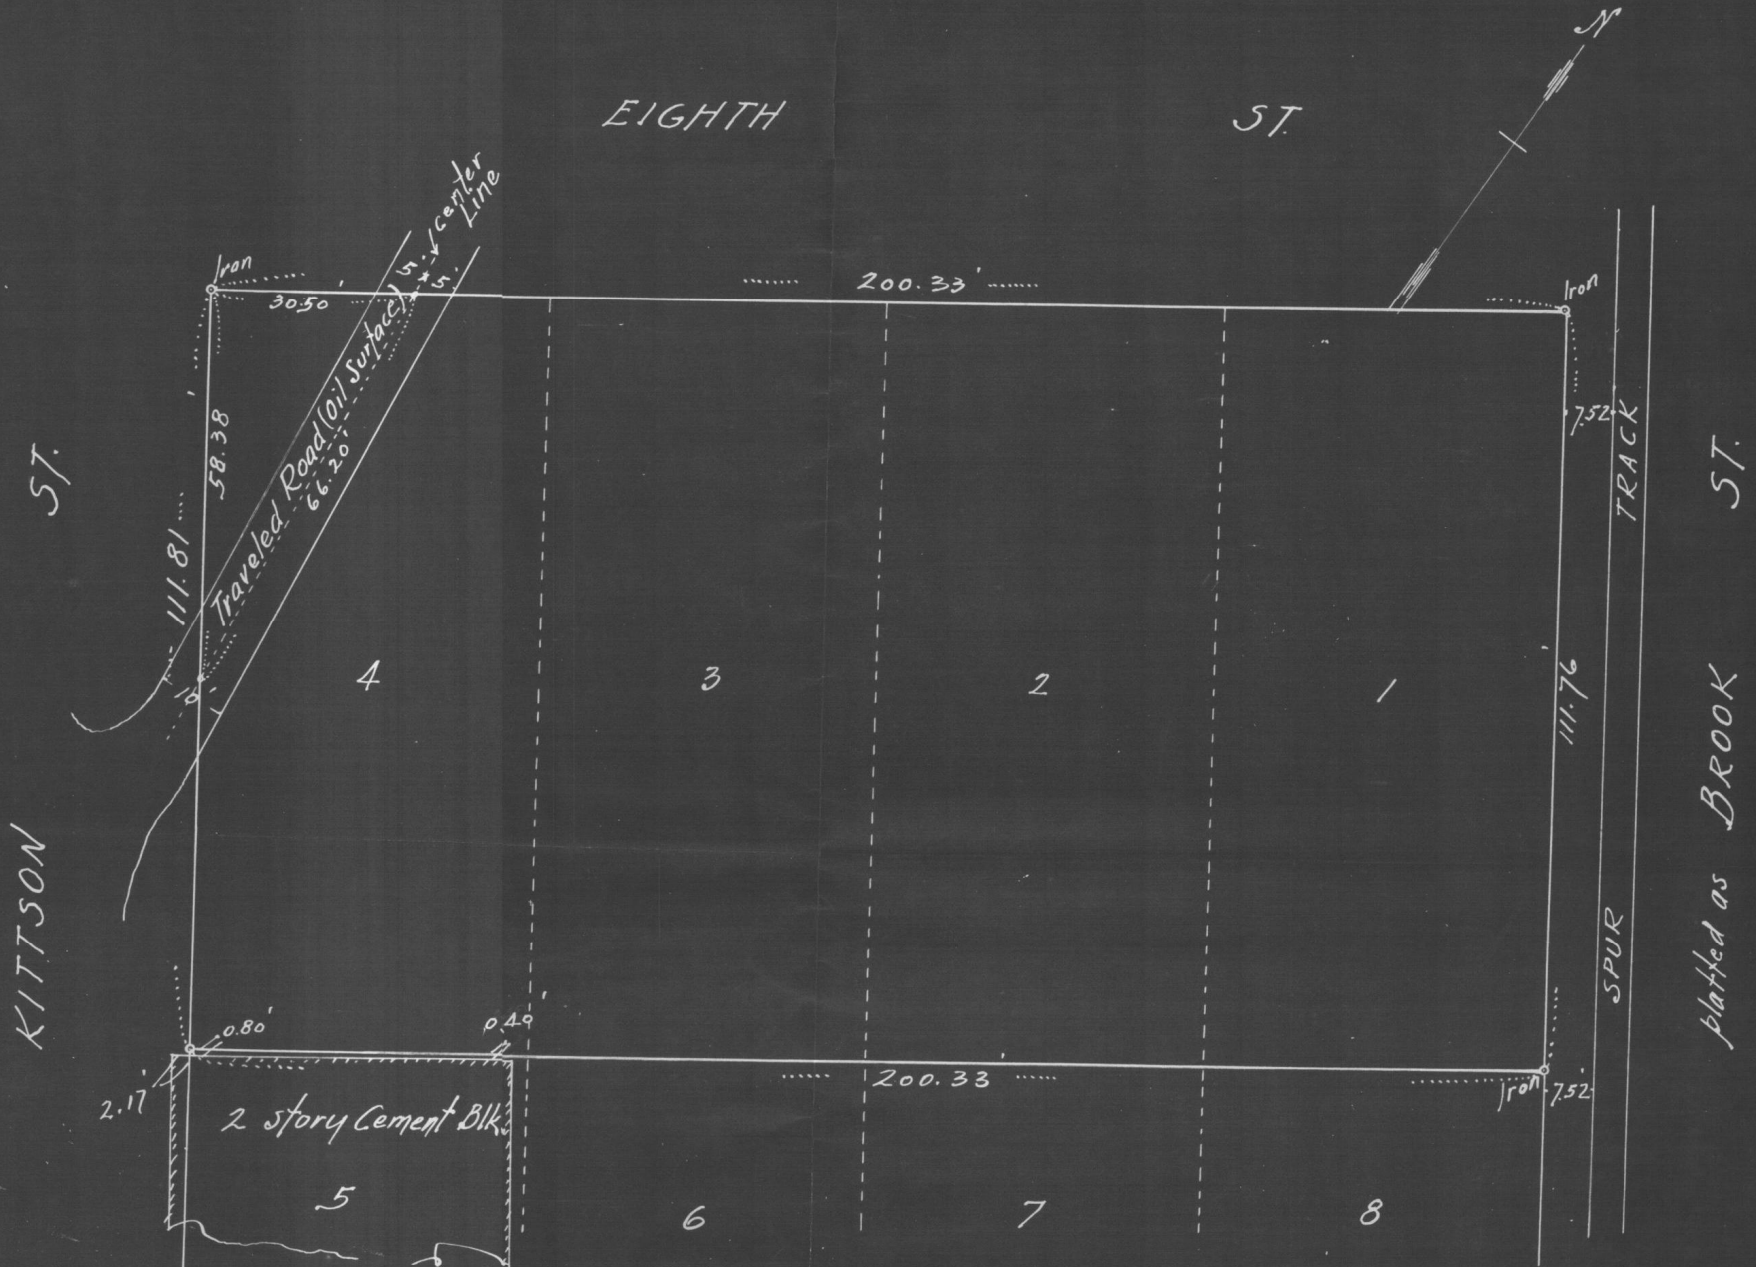 N
EIGHTH ST.
center
Line
Iron
30.50'
5'
5'
200.33'
Iron
7.52
58.38'
111.81
Traveled Road (Oil Surface)
66.20'
KITTSON ST.
TRACK
SPUR
platted as BROOK ST.
4
3
2
1
111.76'
0.80'
0.40'
2.17'
200.33'
Iron
7.52'
2 story Cement Blk.
5
6
7
8